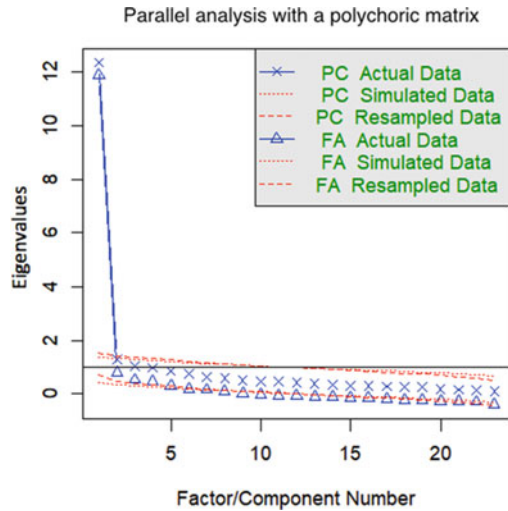 Parallel analysis with a polychoric matrix
PC Actual Data
PC Simulated Data
PC Resampled Data
FA Actual Data
FA Simulated Data
FA Resampled Data
Eigenvalues
12
10
8
6
4
2
0
5
10
15
20
Factor/Component Number